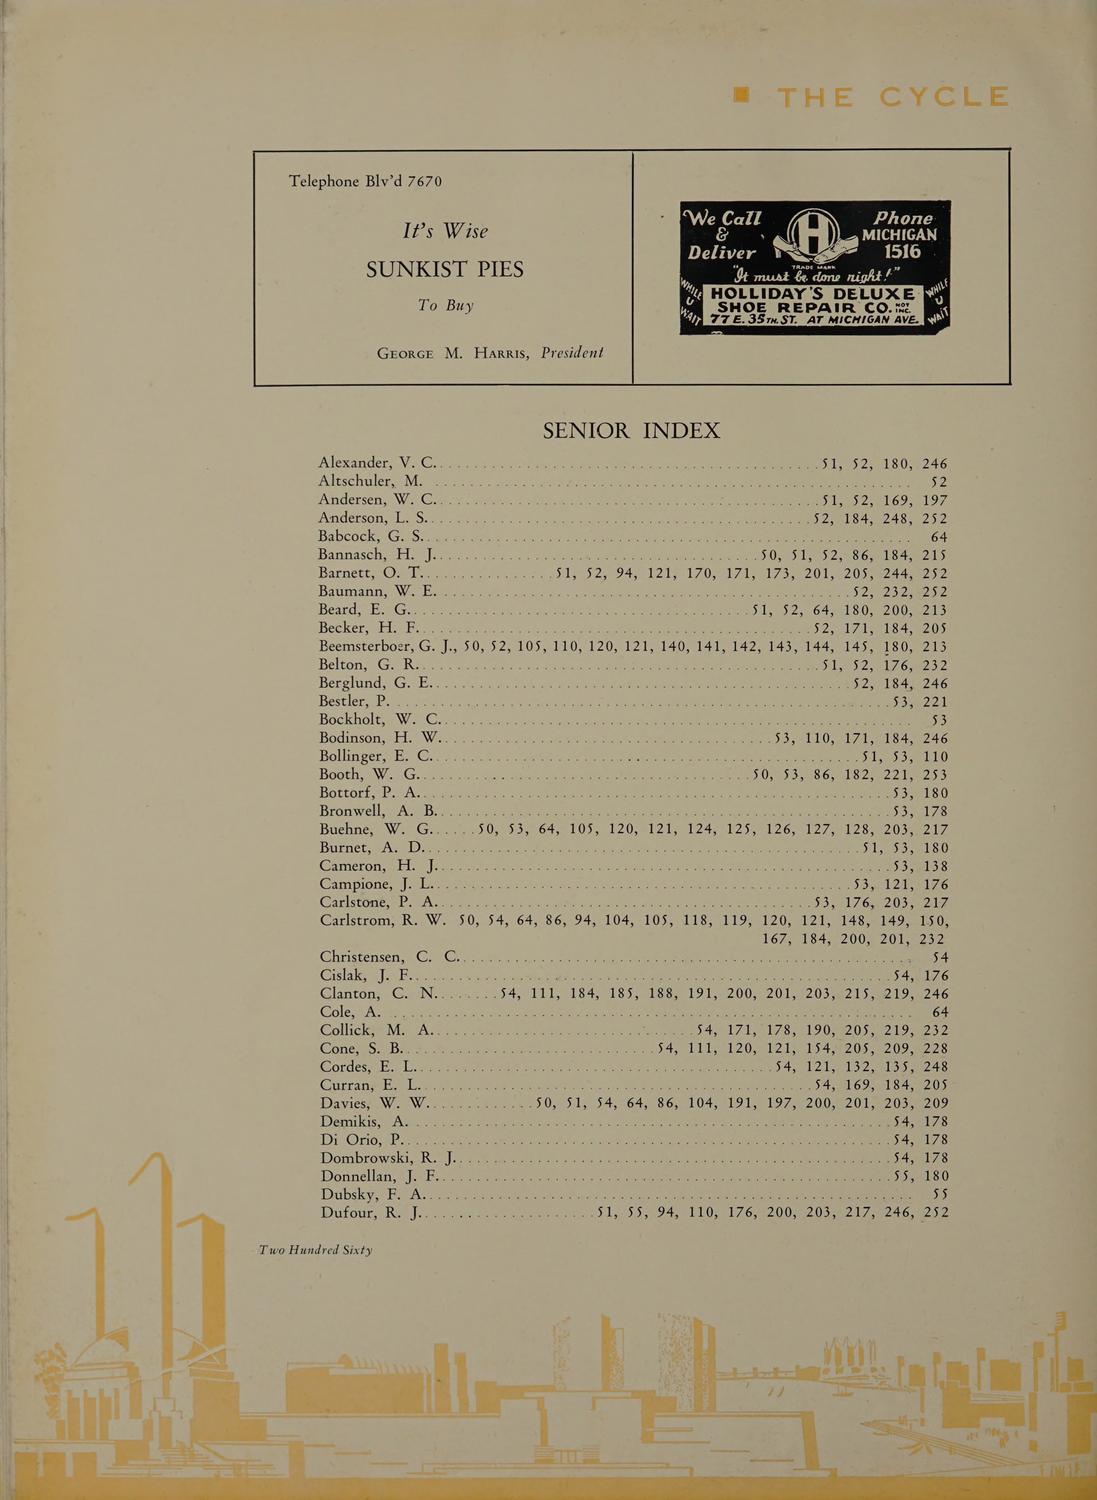 ■ THE CYCLE
Telephone Blv'd 7670
It's Wise
SUNKIST PIES
To Buy
GEORGE M. HARRIS, President
We Call
&
Deliver
H
TRADE MARK
Phone
MICHIGAN
1516
"It must be done night!"
WHILE U WAIT
HOLLIDAY'S DELUXE
SHOE REPAIR CO. NOT INC.
77 E. 35TH. ST. AT MICHIGAN AVE.
WHILE U WAIT
SENIOR INDEX
Alexander, V. C. 51, 52, 180, 246
Altschuler, M. 52
Andersen, W. C. 51, 52, 169, 197
Anderson, L. S. 52, 184, 248, 252
Babcock, G. S. 64
Bannasch, H. J. 50, 51, 52, 86, 184, 215
Barnett, O. T. 51, 52, 94, 121, 170, 171, 173, 201, 205, 244, 252
Baumann, W. E. 52, 232, 252
Beard, E. G. 51, 52, 64, 180, 200, 213
Becker, H. F. 52, 171, 184, 205
Beemsterboer, G. J., 50, 52, 105, 110, 120, 121, 140, 141, 142, 143, 144, 145, 180, 213
Belton, G. R. 51, 52, 176, 232
Berglund, G. E. 52, 184, 246
Bestler, P. 53, 221
Bockholt, W. C. 53
Bodinson, H. W. 53, 110, 171, 184, 246
Bollinger, E. C. 51, 53, 110
Booth, W. G. 50, 53, 86, 182, 221, 253
Bottorf, P. A. 53, 180
Bronwell, A. B. 53, 178
Buehne, W. G. 50, 53, 64, 105, 120, 121, 124, 125, 126, 127, 128, 203, 217
Burnet, A. D. 51, 53, 180
Cameron, H. J. 53, 138
Campione, J. L. 53, 121, 176
Carlstone, P. A. 53, 176, 203, 217
Carlstrom, R. W. 50, 54, 64, 86, 94, 104, 105, 118, 119, 120, 121, 148, 149, 150,
167, 184, 200, 201, 232
Christensen, C. C. 54
Cislak, J. F. 54, 176
Clanton, C. N. 54, 111, 184, 185, 188, 191, 200, 201, 203, 215, 219, 246
Cole, A. 64
Collick, M. A. 54, 171, 178, 190, 205, 219, 232
Cone, S. B. 54, 111, 120, 121, 154, 205, 209, 228
Cordes, E. L. 54, 121, 132, 135, 248
Curran, E. L. 54, 169, 184, 205
Davies, W. W. 50, 51, 54, 64, 86, 104, 191, 197, 200, 201, 203, 209
Demikis, A. 54, 178
Di Orio, P. 54, 178
Dombrowski, R. J. 54, 178
Donnellan, J. F. 55, 180
Dubsky, F. A. 55
Dufour, R. J. 51, 55, 94, 110, 176, 200, 203, 217, 246, 252
Two Hundred Sixty